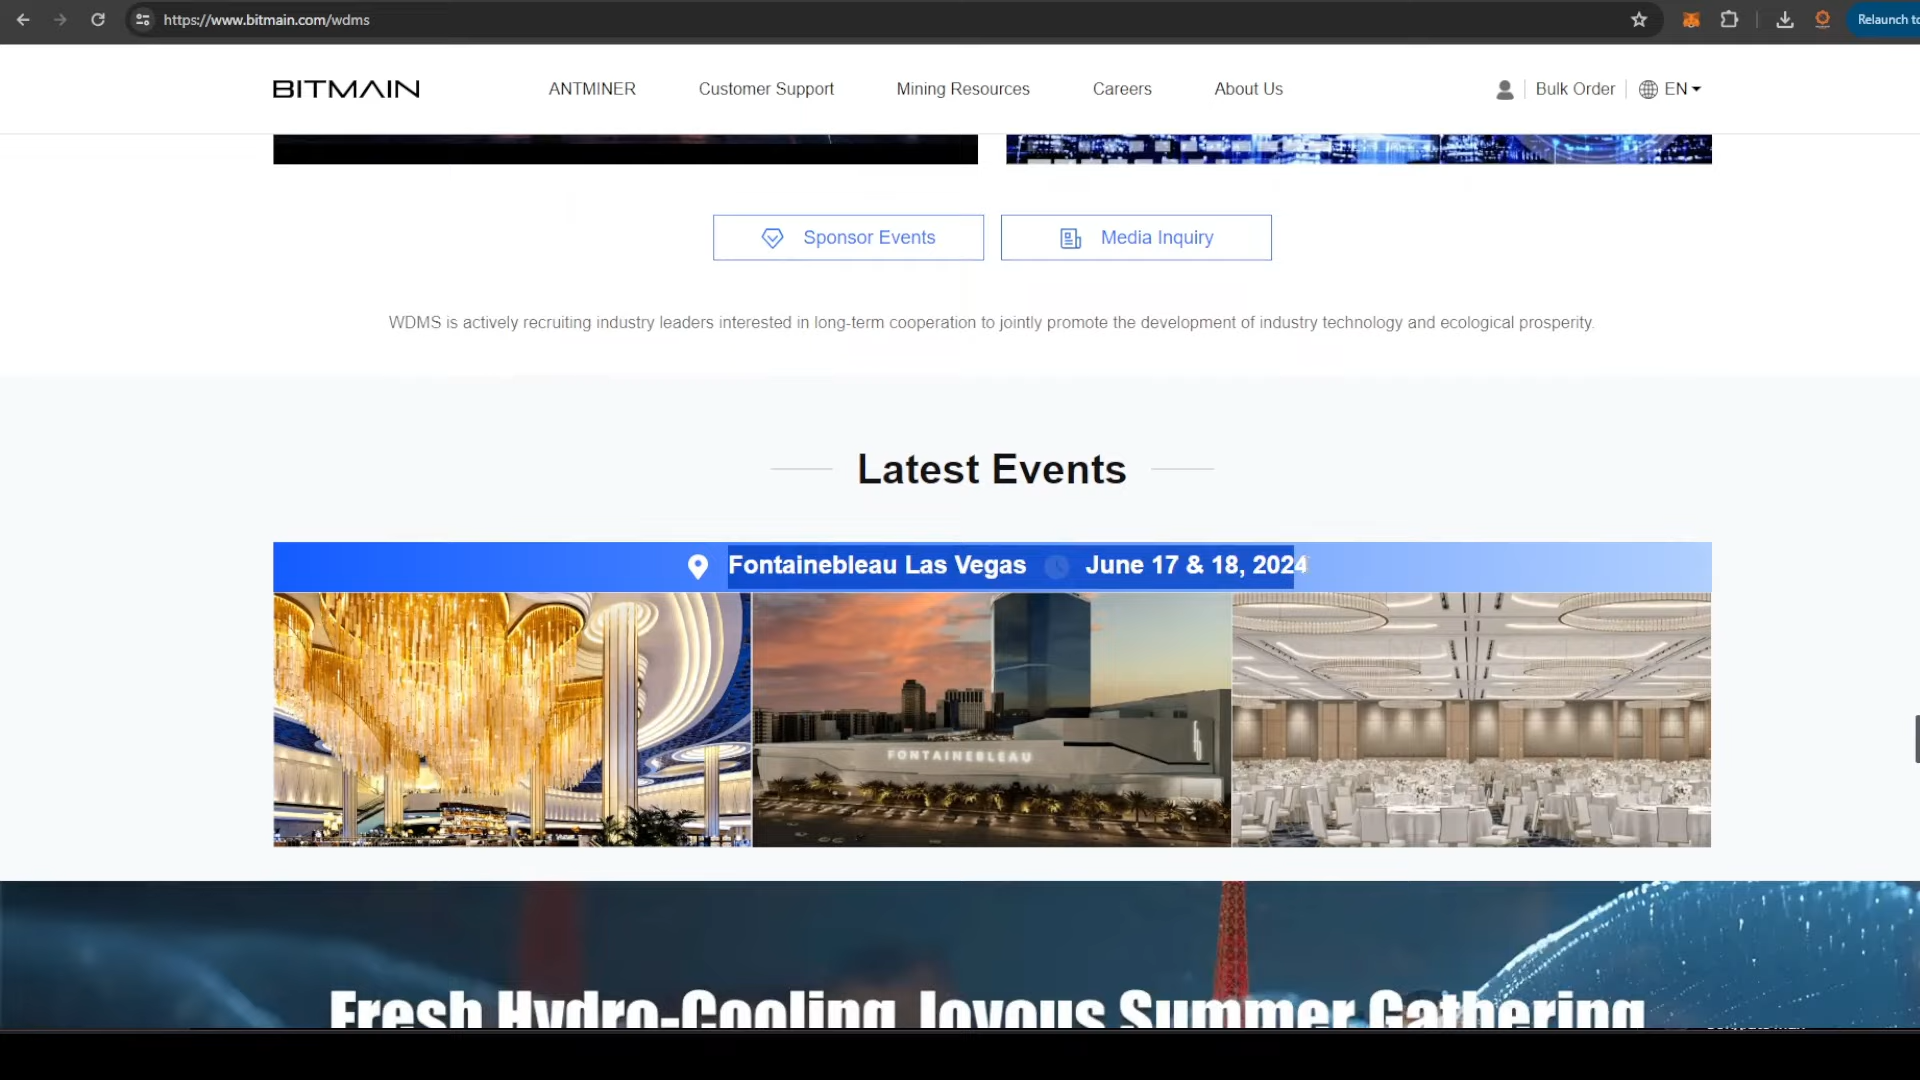 https://www.bitmain.com/wdms
Relaunch to
BITMAIN
ANTMINER
Customer Support
Mining Resources
Careers
About Us
Bulk Order
EN
Sponsor Events
Media Inquiry
WDMS is actively recruiting industry leaders interested in long-term cooperation to jointly promote the development of industry technology and ecological prosperity.
Latest Events
Fontainebleau Las Vegas June 17 & 18, 2024
FONTAINEBLEAU
Fresh Hydro-Cooling Joyous Summer Gathering